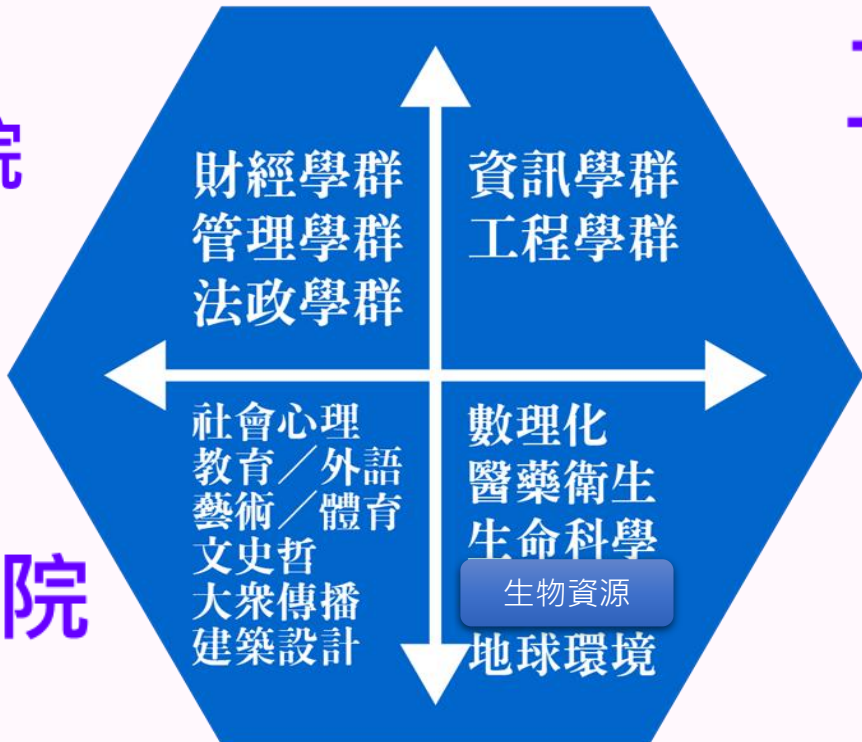 院
財經學群
管理學群
法政學群
資訊學群
工程學群
社會心理
教育／外語
藝術／體育
文史哲
大眾傳播
建築設計
數理化
醫藥衛生
生命科學
生物資源
地球環境
院